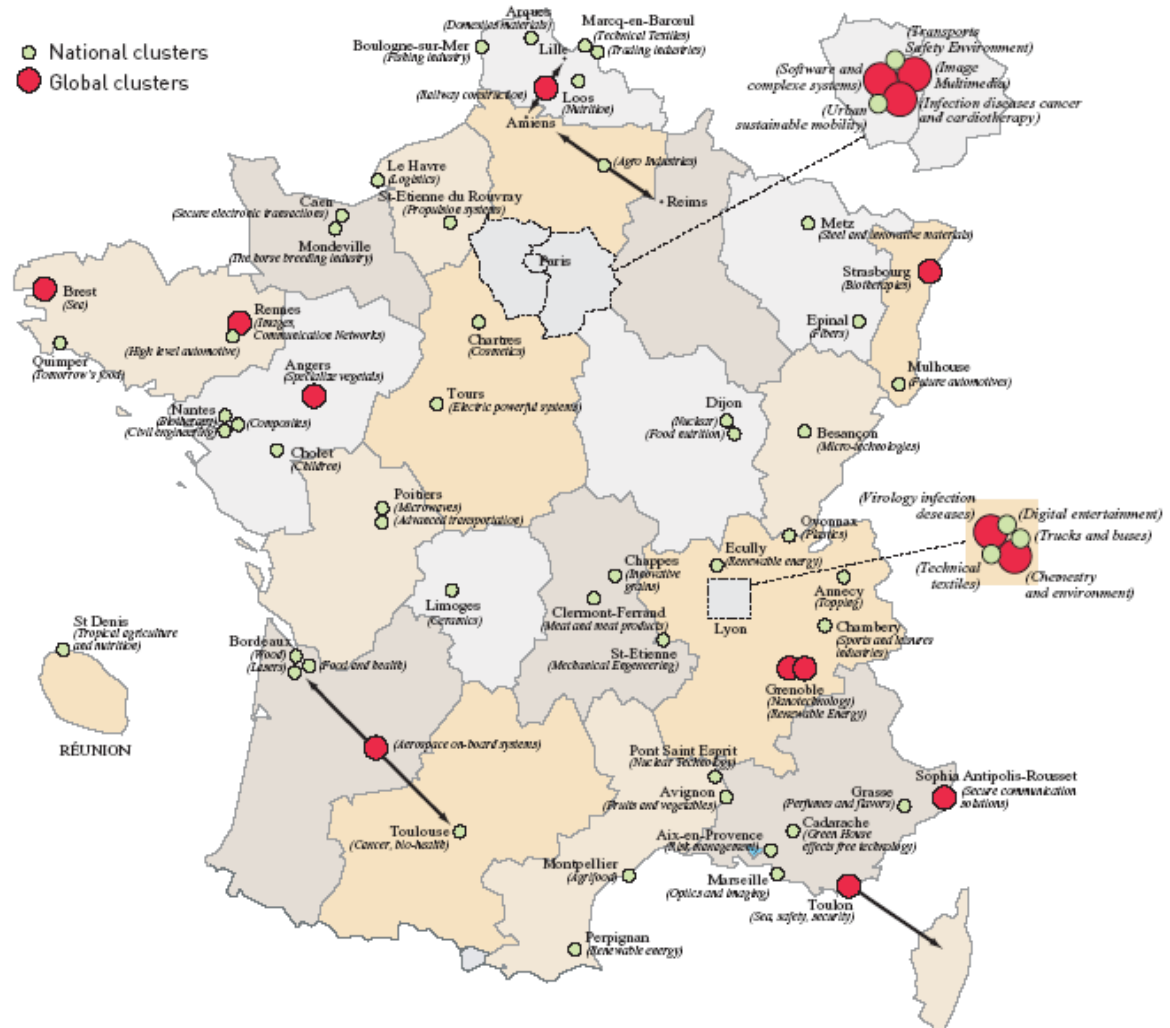 National clusters
Global clusters
Arques
(Domestics materials)
Marcq-en-Barœul
(Technical Textiles)
(Trading industries)
Boulogne-sur-Mer
(Fishing industry)
Lille
(Railway construction)
Loos
(Nutrition)
Amiens
(Agro Industries)
Reims
(Transports
Safety Environment)
(Software and
complexe systems)
(Image
Multimedia)
(Urban
sustainable mobility)
(Infection diseases cancer
and cardiotherapy)
Le Havre
(Logistics)
St-Etienne du Rouvray
(Propulsion systems)
Caen
(Secure electronic transactions)
Mondeville
(The horse breeding industry)
Paris
Metz
(Steel and innovative materials)
Strasbourg
(Biotherapies)
Brest
(Sea)
Rennes
(Images,
Communication Networks)
(High level automotive)
Quimper
(Tomorrow's food)
Chartres
(Cosmetics)
Epinal
(Fibers)
Mulhouse
(Future automotives)
Angers
(Specialize vegetals)
Tours
(Electric powerful systems)
Nantes
(Biotherapy)
(Civil engineering)
(Composites)
Cholet
(Children)
Dijon
(Nuclear)
(Food nutrition)
Besançon
(Micro-technologies)
Poitiers
(Microwaves)
(Advanced transportation)
(Virology infection
deseases)
(Digital entertainment)
(Trucks and buses)
(Technical
textiles)
(Chemestry
and environment)
Oyonnax
(Plastics)
Ecully
(Renewable energy)
Annecy
(Topping)
Lyon
Chambery
(Sports and leisures
industries)
Chappes
(Innovative
grains)
Clermont-Ferrand
(Meat and meat products)
Limoges
(Ceramics)
St-Etienne
(Mechanical Engeneering)
Grenoble
(Nanotechnology)
(Renewable Energy)
St Denis
(Tropical agriculture
and nutrition)
RÉUNION
Bordeaux
(Wood)
(Lasers)
(Food and health)
(Aerospace on-board systems)
Toulouse
(Cancer, bio-health)
Pont Saint Esprit
(Nuclear Technology)
Avignon
(Fruits and vegetables)
Sophia Antipolis-Rousset
(Secure communication
solutions)
Grasse
(Perfumes and flavors)
Cadarache
(Green House
effects free technology)
Aix-en-Provence
(Risk management)
Montpellier
(Agrifood)
Marseille
(Optics and imaging)
Toulon
(Sea, safety, security)
Perpignan
(Renewable energy)